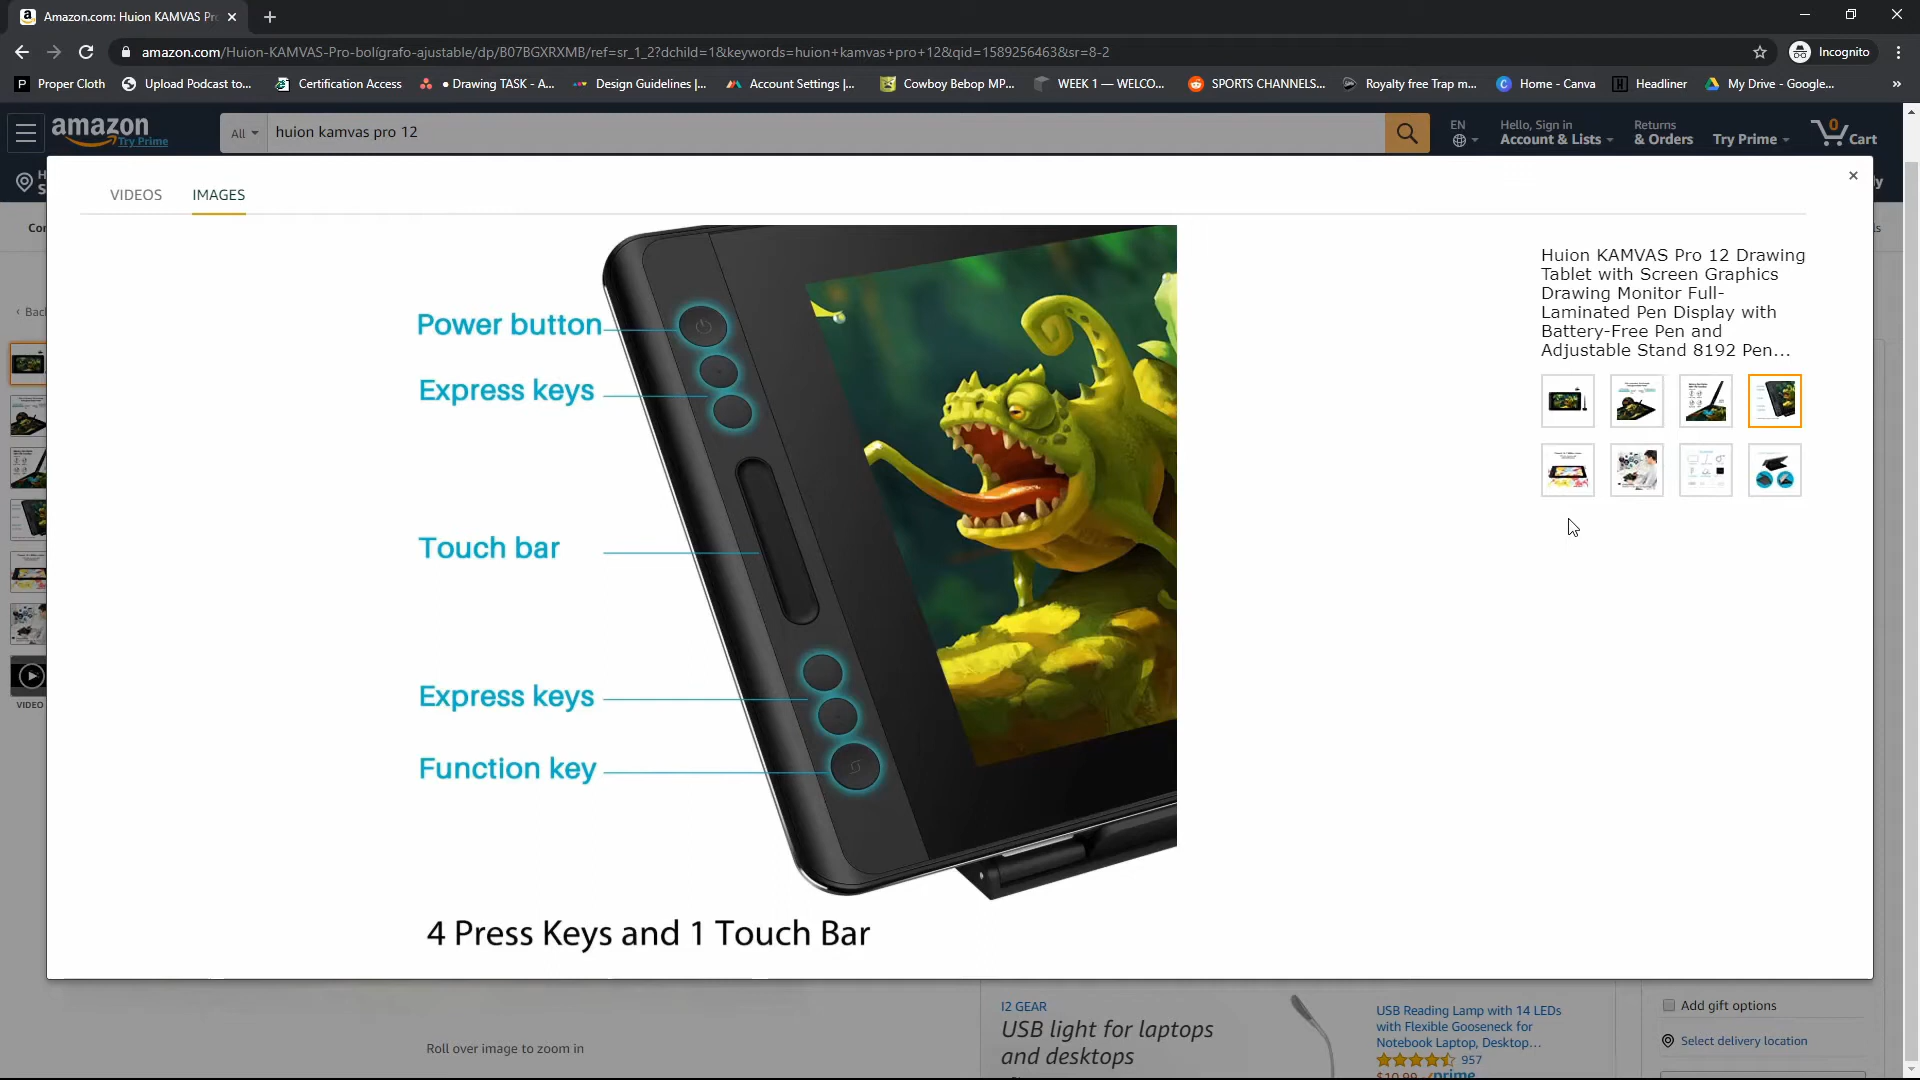 Amazon.com: Huion KAMVAS Pr
amazon.com/Huion-KAMVAS-Pro-bolígrafo-ajustable/dp/B07BGXRXMB/ref=sr_1_2?dchild=1&keywords=huion+kamvas+pro+12&qid=1589256463&sr=8-2
Incognito
Proper Cloth
Upload Podcast to...
Certification Access
• Drawing TASK - A...
Design Guidelines |...
Account Settings |...
Cowboy Bebop MP...
WEEK 1 — WELCO...
SPORTS CHANNELS...
Royalty free Trap m...
Home - Canva
Headliner
My Drive - Google...
»
amazon
Try Prime
All
huion kamvas pro 12
EN
Hello, Sign in
Account & Lists
Returns
& Orders
Try Prime
0
Cart
VIDEOS
IMAGES
Power button
Express keys
Touch bar
Express keys
Function key
4 Press Keys and 1 Touch Bar
Huion KAMVAS Pro 12 Drawing
Tablet with Screen Graphics
Drawing Monitor Full-
Laminated Pen Display with
Battery-Free Pen and
Adjustable Stand 8192 Pen...
‹ Back
VIDEO
Roll over image to zoom in
I2 GEAR
USB light for laptops
and desktops
USB Reading Lamp with 14 LEDs
with Flexible Gooseneck for
Notebook Laptop, Desktop...
957
$10.99 prime
Add gift options
Select delivery location